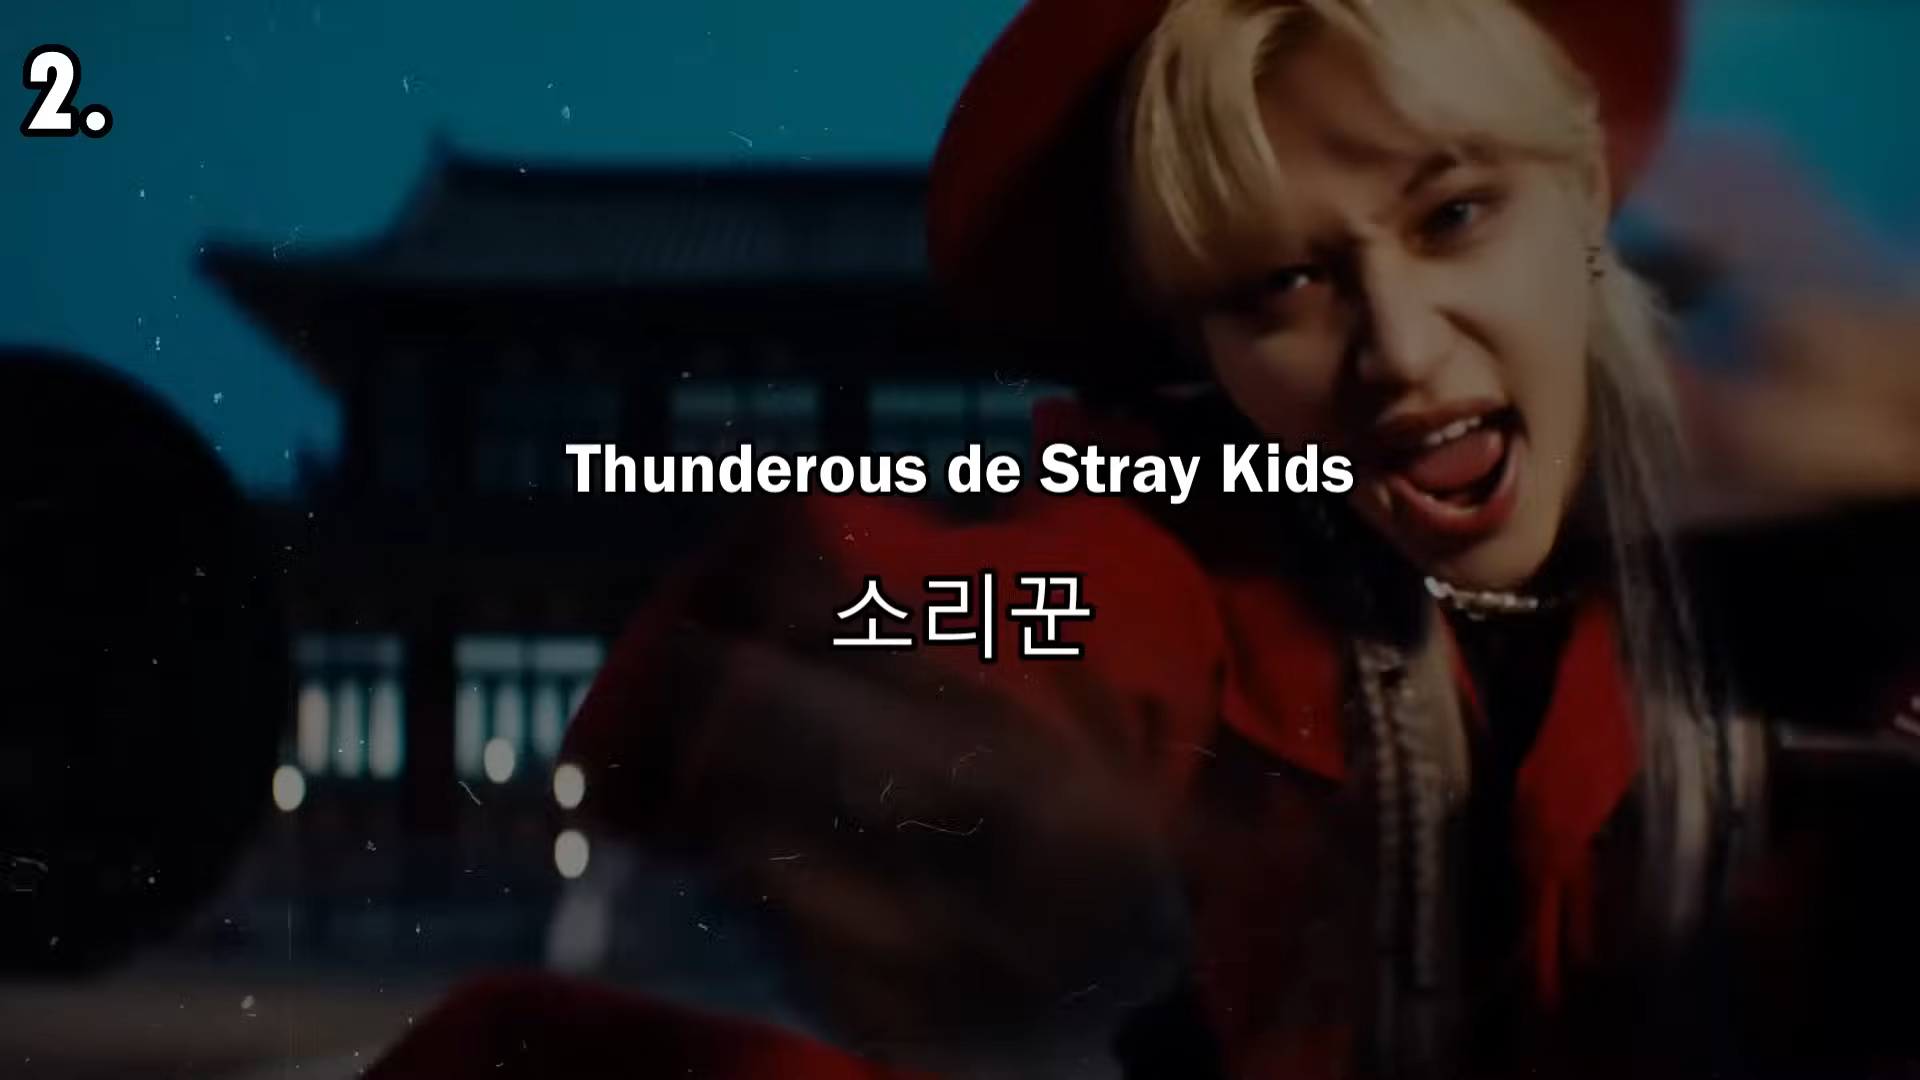 2.
Thunderous de Stray Kids
소리꾼